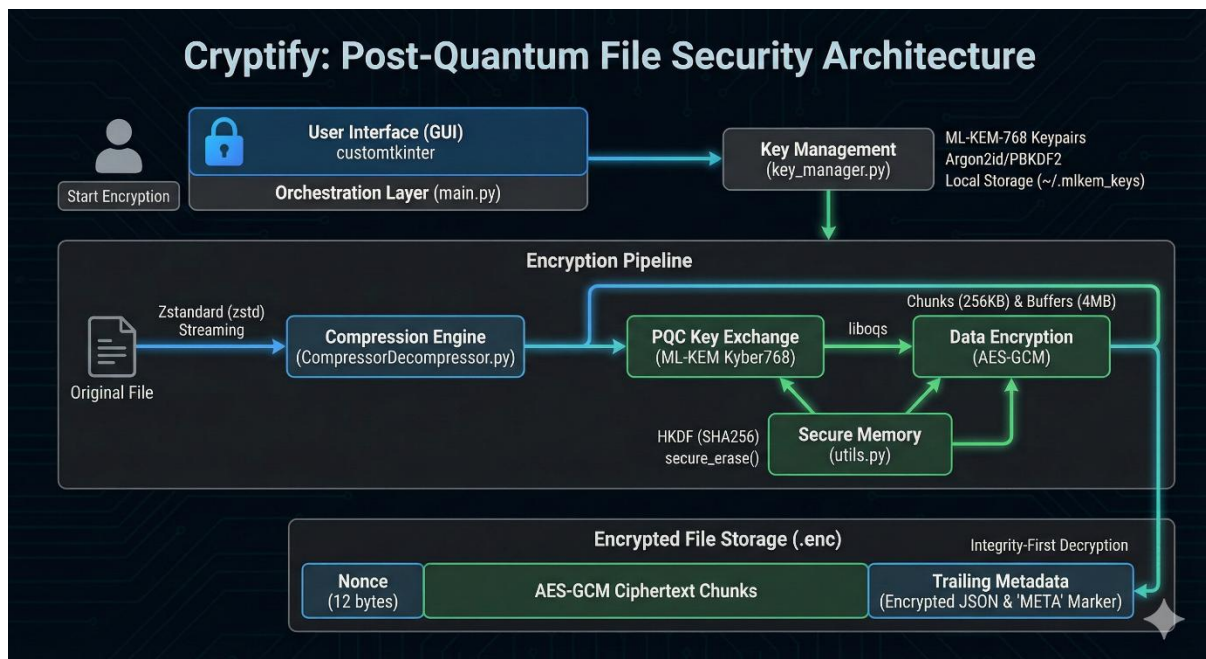 Cryptify: Post-Quantum File Security Architecture
Start Encryption
User Interface (GUI)
customtkinter
Orchestration Layer (main.py)
Key Management
(key_manager.py)
ML-KEM-768 Keypairs
Argon2id/PBKDF2
Local Storage (~/.mlkem_keys)
Encryption Pipeline
Original File
Zstandard (zstd)
Streaming
Compression Engine
(CompressorDecompressor.py)
PQC Key Exchange
(ML-KEM Kyber768)
liboqs
Chunks (256KB) & Buffers (4MB)
Data Encryption
(AES-GCM)
HKDF (SHA256)
secure_erase()
Secure Memory
(utils.py)
Encrypted File Storage (.enc)
Integrity-First Decryption
Nonce
(12 bytes)
AES-GCM Ciphertext Chunks
Trailing Metadata
(Encrypted JSON & 'META' Marker)